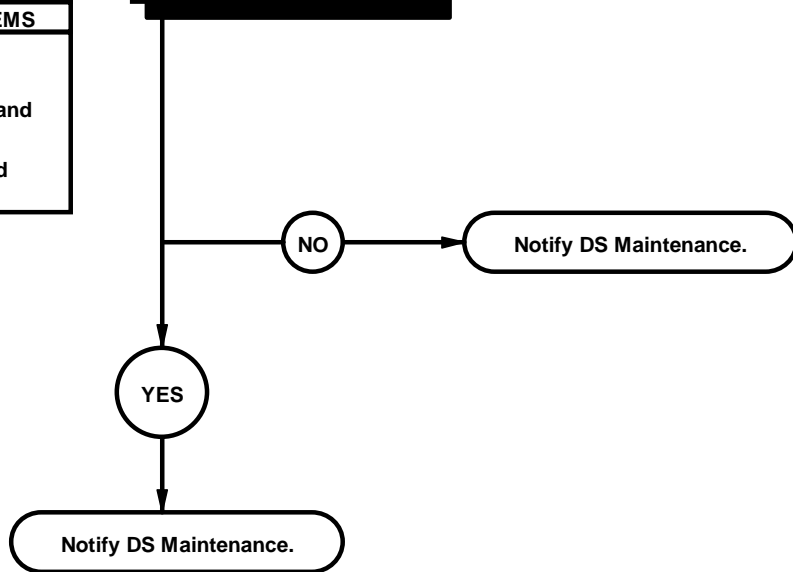 EMS
and
d
NO
Notify DS Maintenance.
YES
Notify DS Maintenance.